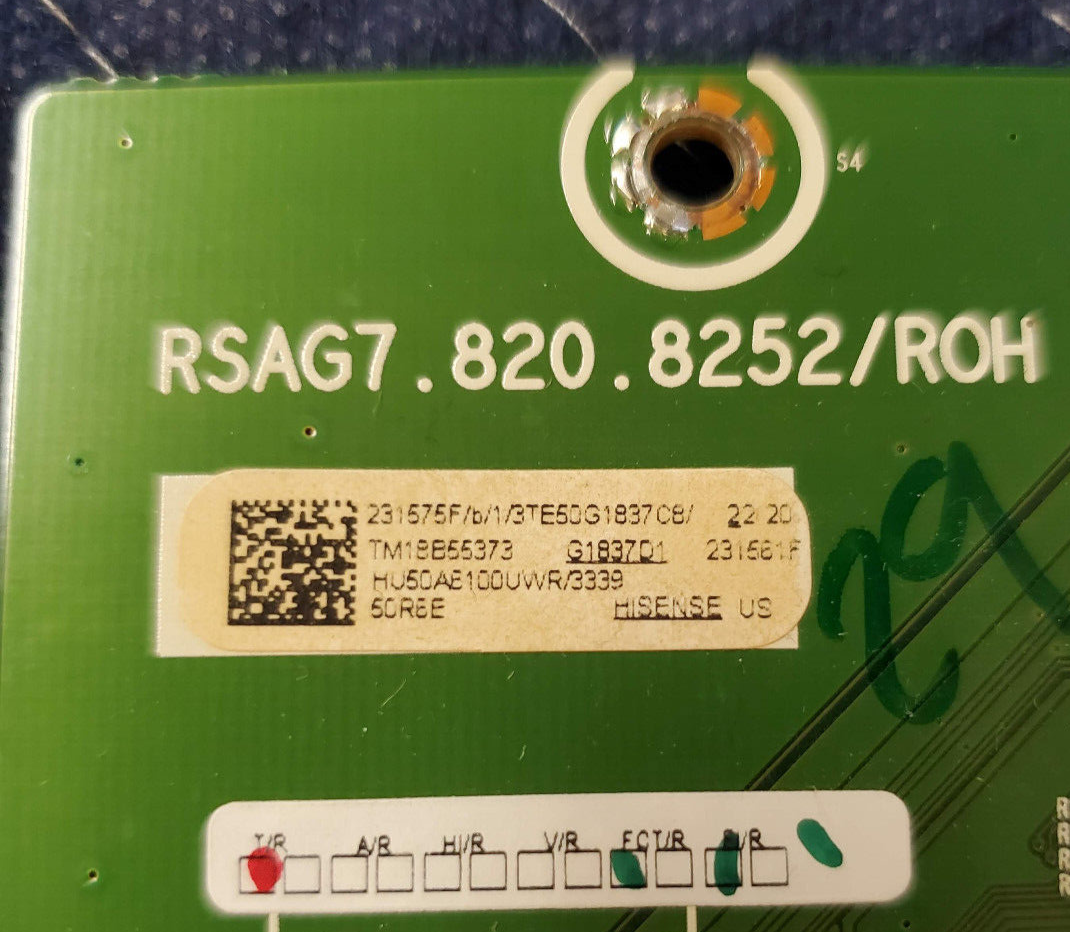 S4
RSAG7.820.8252/ROH
231575F/b/1/3TE50G1837C8/ 22 20
TM18B55373 G1837D1 231561F
HU50A6100UWR/3339
50R6E HISENSE US
T/R A/R HI/R V/R FCT/R
R
R
R
R